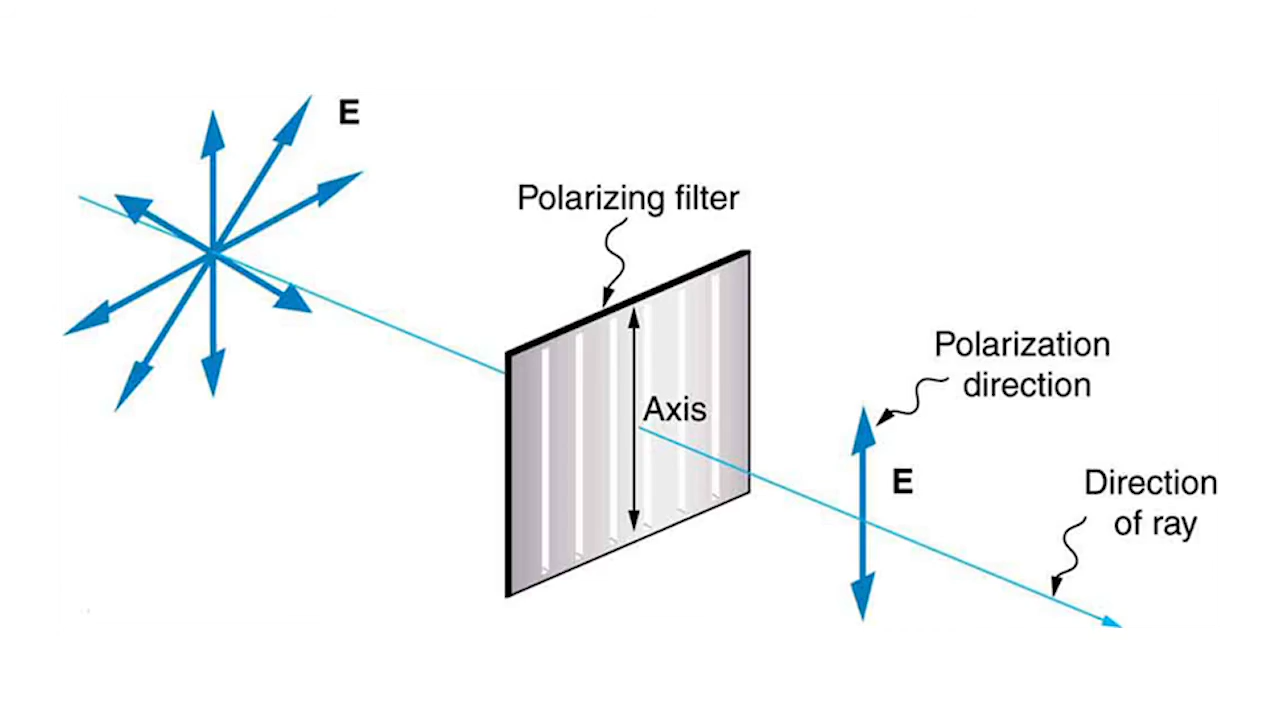 E
Polarizing filter
Axis
Polarization
direction
E
Direction
of ray